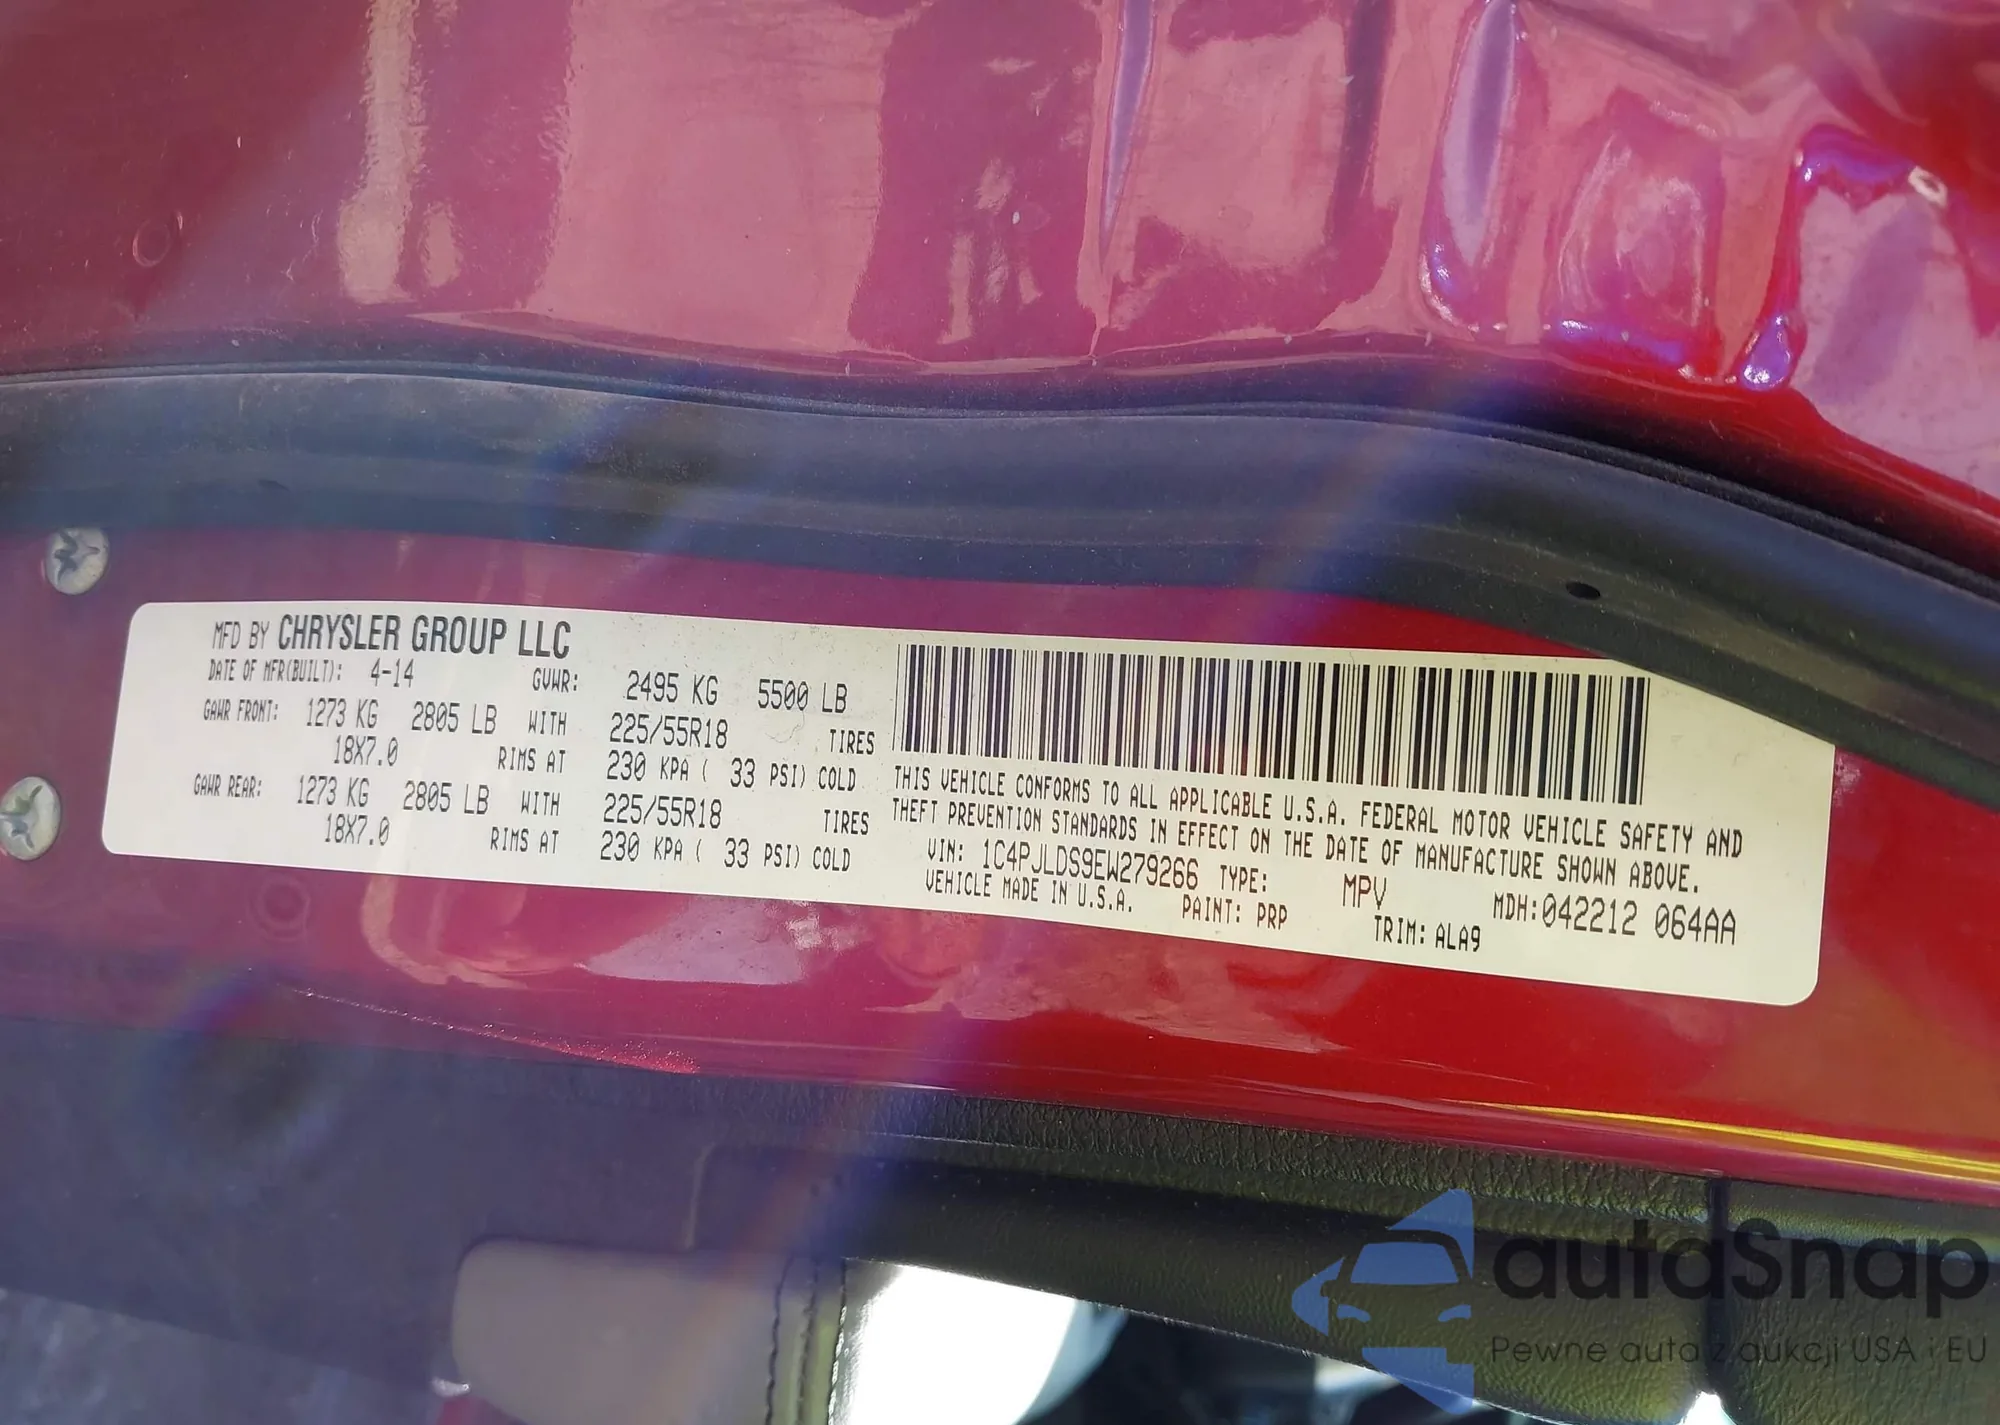 MFD BY CHRYSLER GROUP LLC
DATE OF MFR(BUILT): 4-14 GVWR: 2495 KG 5500 LB
GAWR FRONT: 1273 KG 2805 LB WITH 225/55R18 TIRES
18X7.0 RIMS AT 230 KPA ( 33 PSI) COLD
GAWR REAR: 1273 KG 2805 LB WITH 225/55R18 TIRES
18X7.0 RIMS AT 230 KPA ( 33 PSI) COLD
THIS VEHICLE CONFORMS TO ALL APPLICABLE U.S.A. FEDERAL MOTOR VEHICLE SAFETY AND
THEFT PREVENTION STANDARDS IN EFFECT ON THE DATE OF MANUFACTURE SHOWN ABOVE.
VIN: 1C4PJLDS9EW279266 TYPE: MPV MDH:042212 064AA
VEHICLE MADE IN U.S.A. PAINT: PRP TRIM: ALA9
autoSnap
Pewne auta z aukcji USA i EU